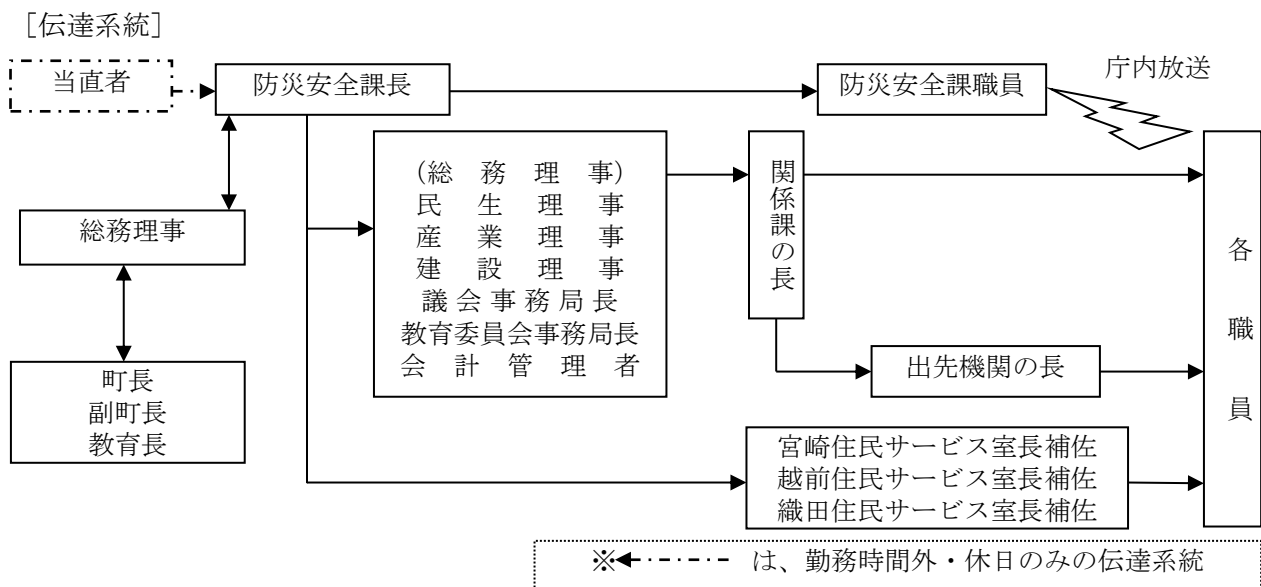 ［伝達系統］
当直者
防災安全課長
防災安全課職員
庁内放送
総務理事
町長
副町長
教育長
（総務理事）
民生理事
産業理事
建設理事
議会事務局長
教育委員会事務局長
会計管理者
関係課の長
出先機関の長
宮崎住民サービス室長補佐
越前住民サービス室長補佐
織田住民サービス室長補佐
各職員
※ は、勤務時間外・休日のみの伝達系統